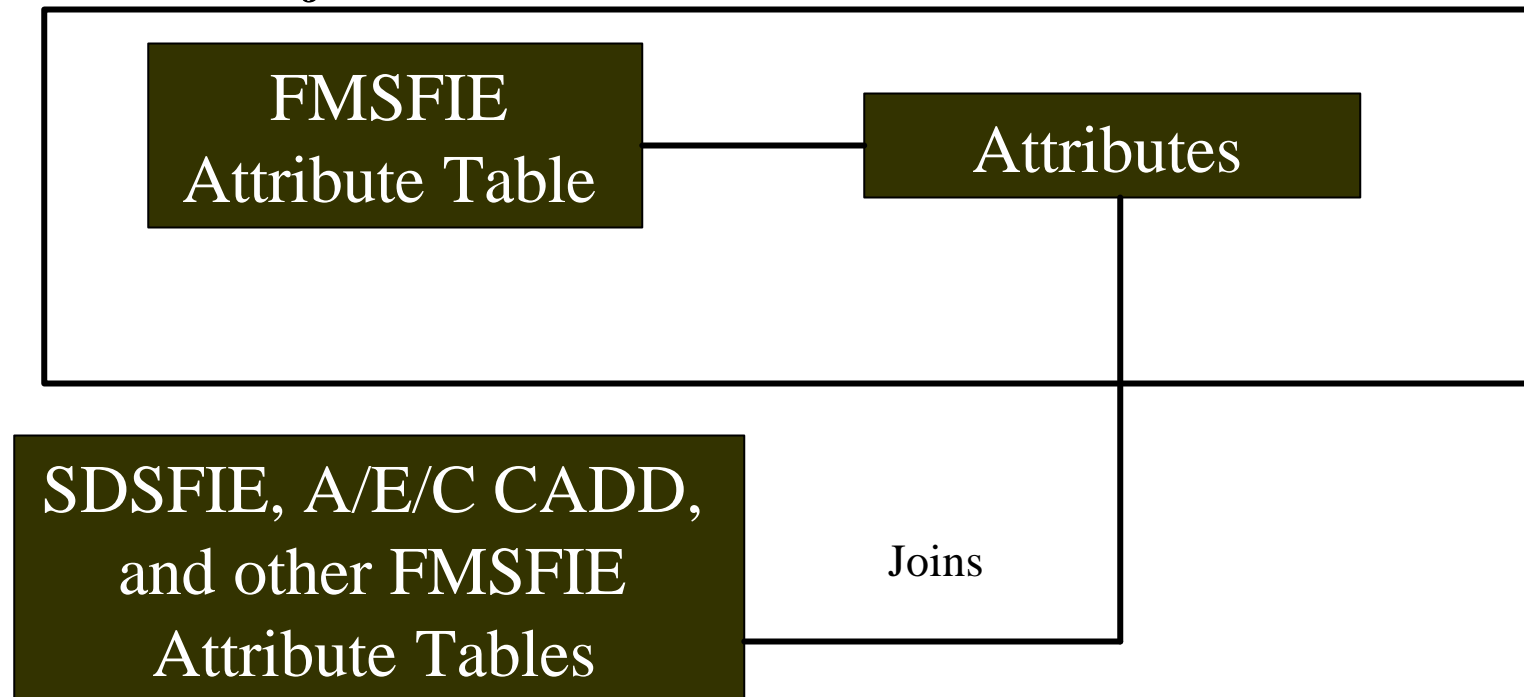 FMSFIE
Attribute Table
Attributes
SDSFIE, A/E/C CADD,
and other FMSFIE
Attribute Tables
Joins